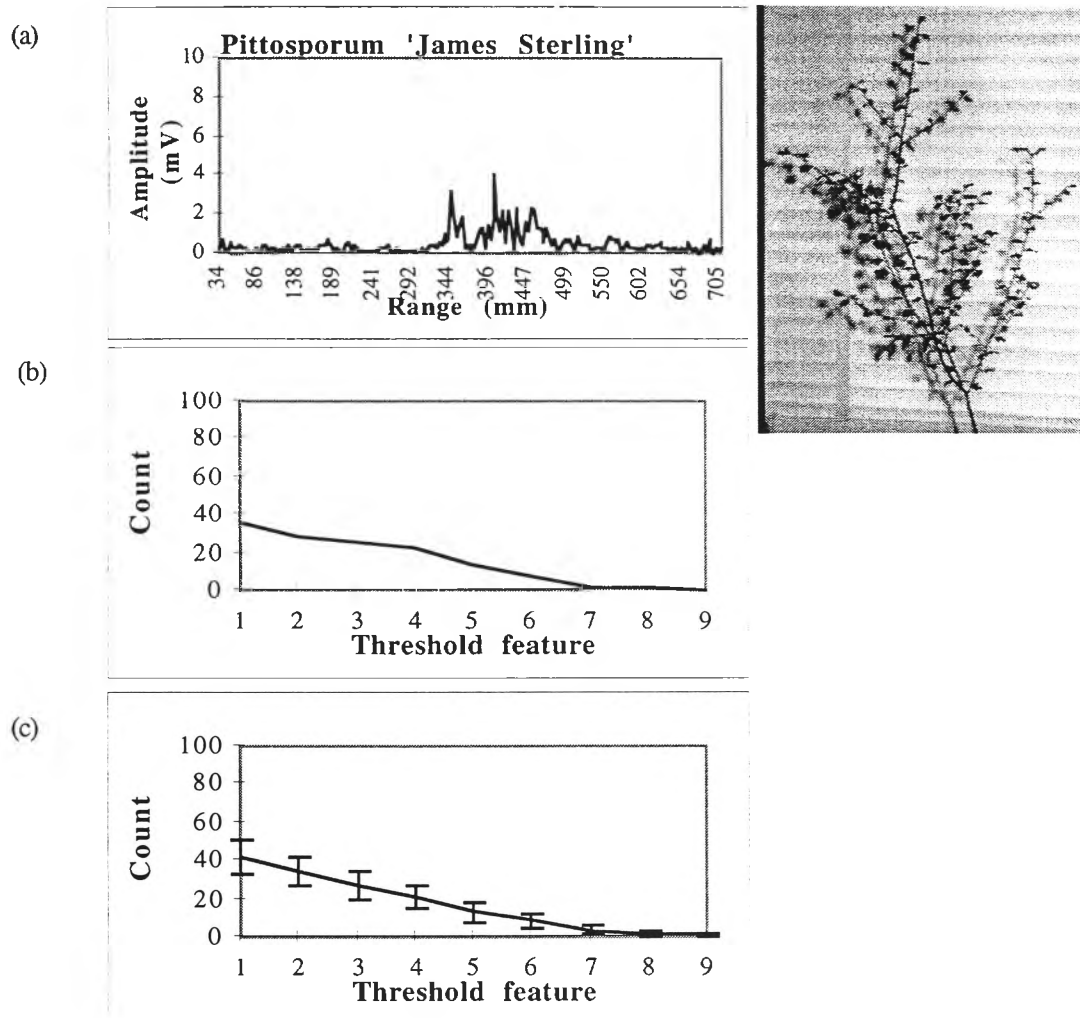 (a)
Pittosporum 'James Sterling'
Amplitude
(mV)
10
8
6
4
2
0
34
86
138
189
241
292
344
396
447
499
550
602
654
705
Range (mm)
(b)
Count
100
80
60
40
20
0
1 2 3 4 5 6 7 8 9
Threshold feature
(c)
Count
100
80
60
40
20
0
1 2 3 4 5 6 7 8 9
Threshold feature